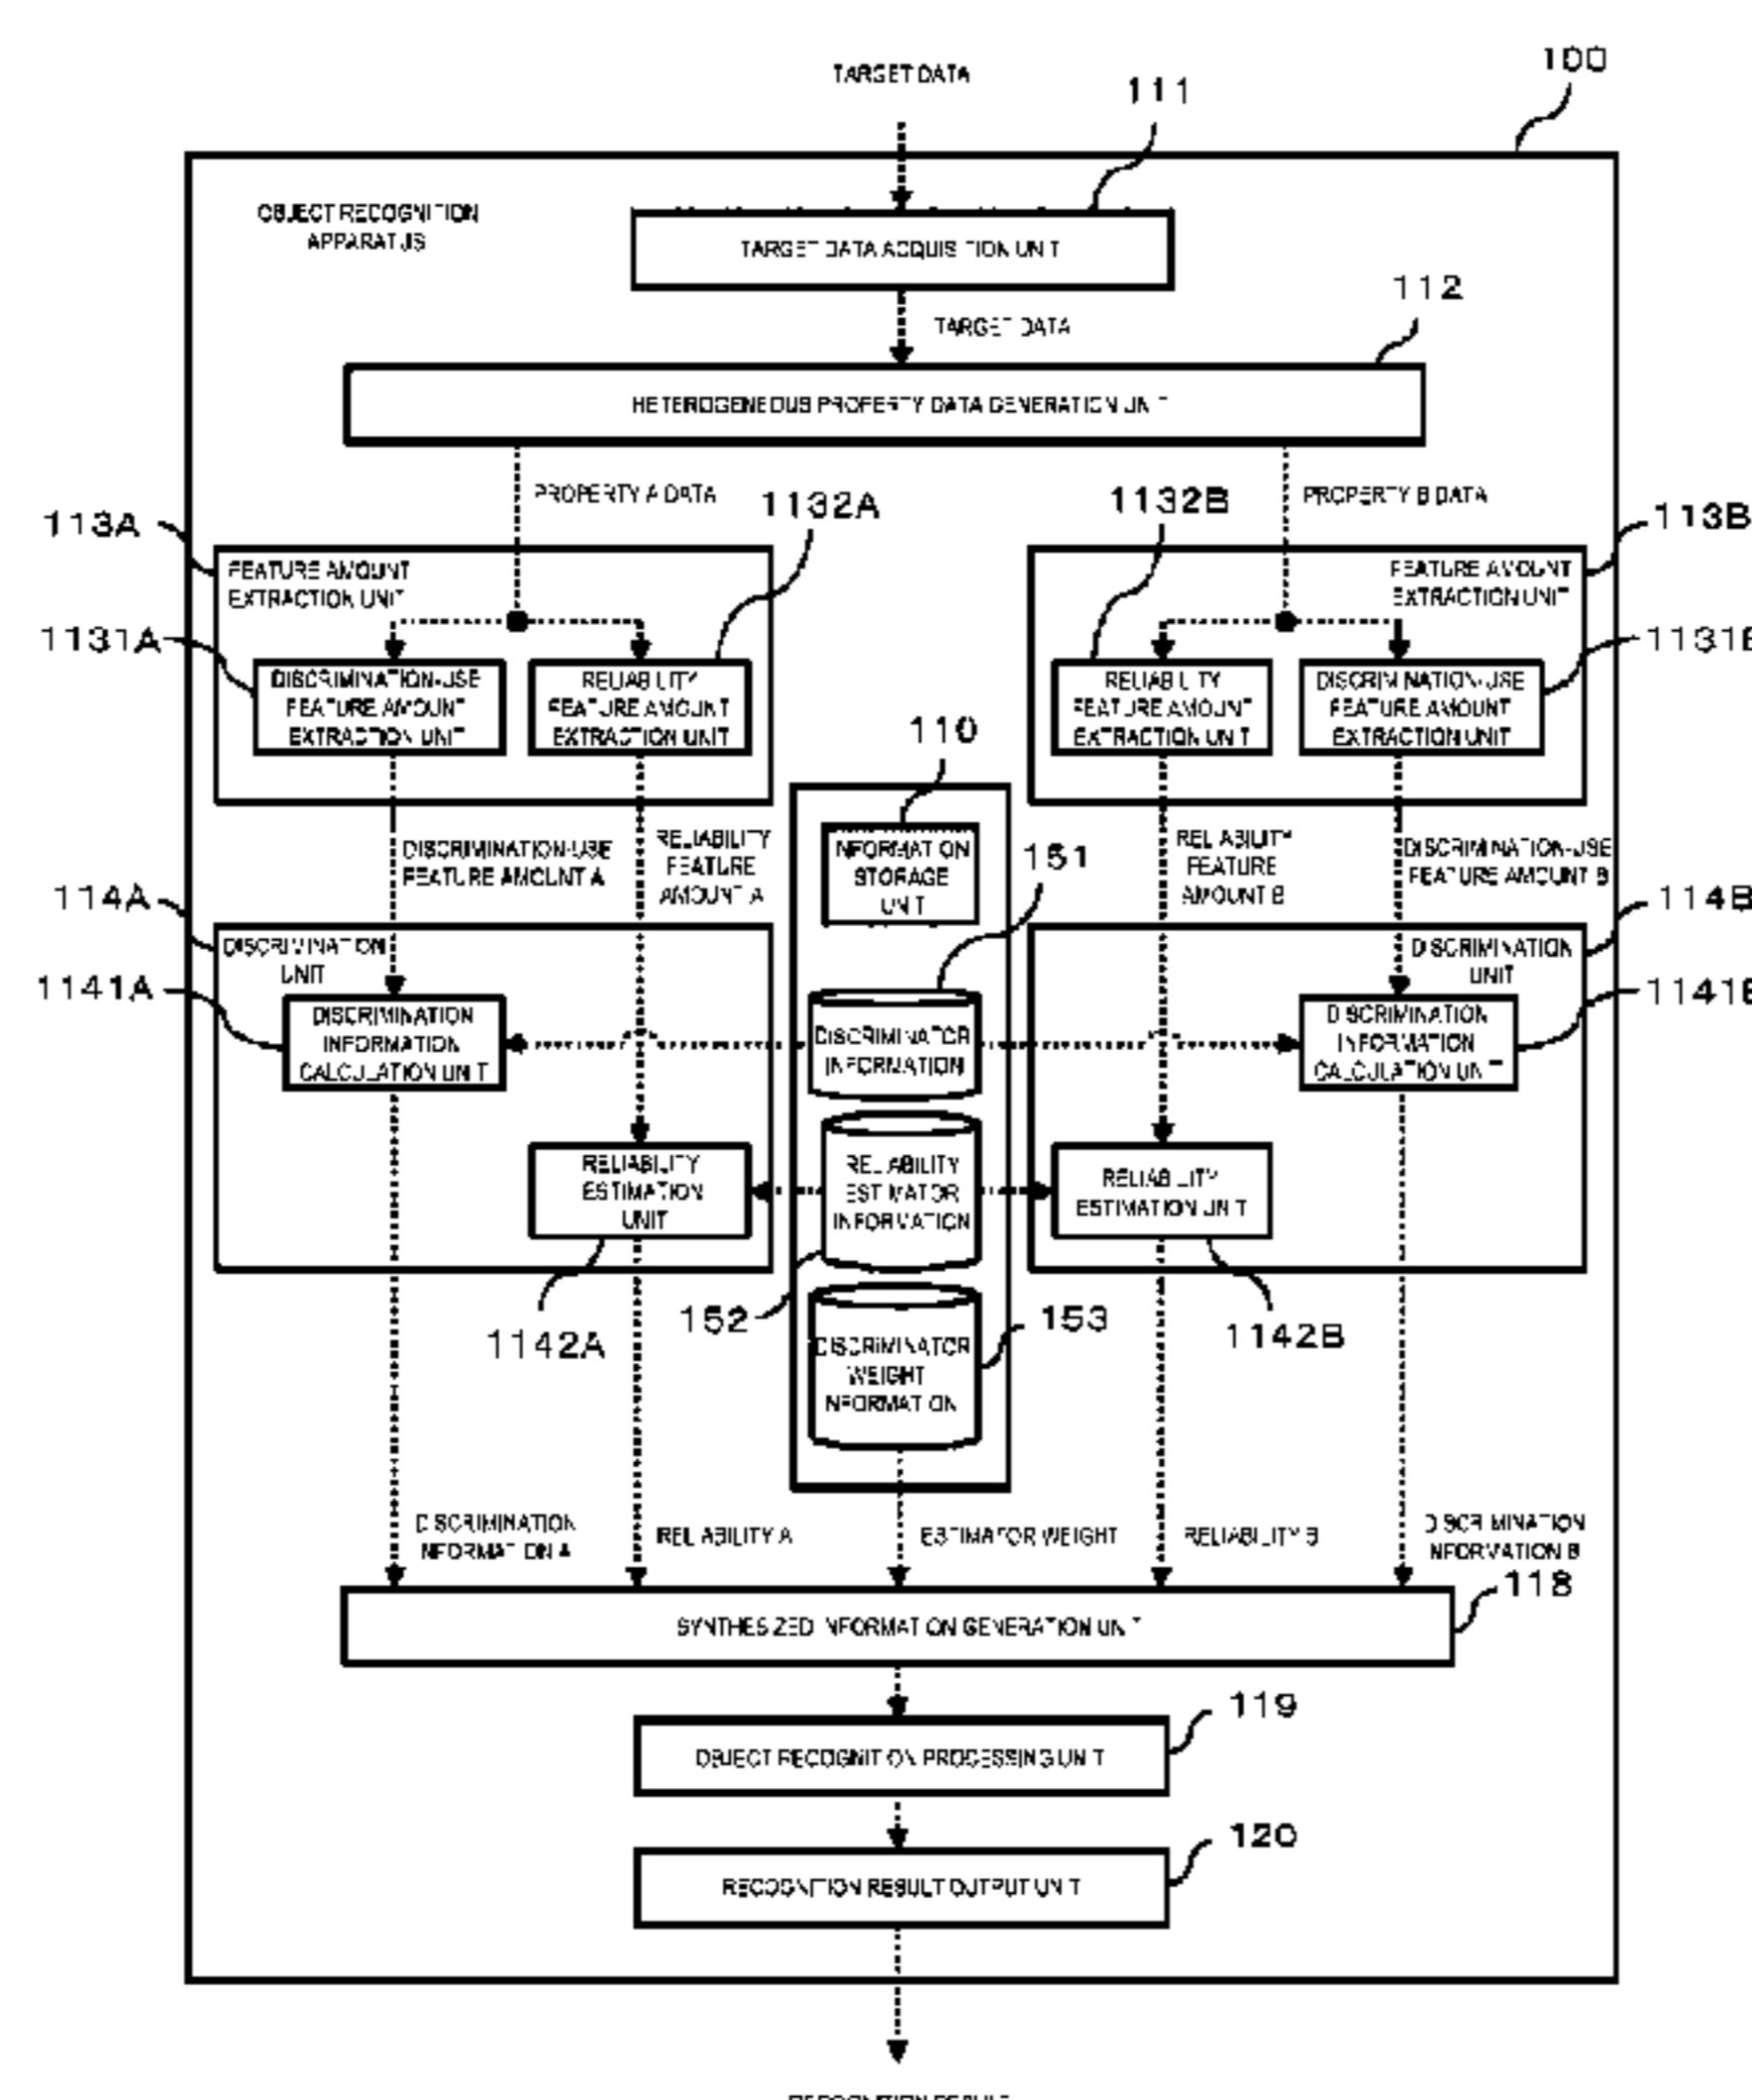 TARGET DATA
111
100
OBJECT RECOGNITION
APPARATUS
TARGET DATA ACQUISITION UNIT
112
TARGET DATA
HETEROGENEOUS PROPERTY DATA GENERATION UNIT
PROPERTY A DATA
1132A
1132B
PROPERTY B DATA
113A
113B
FEATURE AMOUNT
EXTRACTION UNIT
FEATURE AMOUNT
EXTRACTION UNIT
1131A
1131B
DISCRIMINATION-USE
FEATURE AMOUNT
EXTRACTION UNIT
RELIABILITY
FEATURE AMOUNT
EXTRACTION UNIT
RELIABILITY
FEATURE AMOUNT
EXTRACTION UNIT
DISCRIMINATION-USE
FEATURE AMOUNT
EXTRACTION UNIT
110
DISCRIMINATION-USE
FEATURE AMOUNT A
RELIABILITY
FEATURE
AMOUNT A
INFORMATION
STORAGE
UNIT
151
RELIABILITY
FEATURE
AMOUNT B
DISCRIMINATION-USE
FEATURE AMOUNT B
114A
114B
DISCRIMINATION
UNIT
DISCRIMINATION
UNIT
1141A
1141B
DISCRIMINATION
INFORMATION
CALCULATION UNIT
DISCRIMINATOR
INFORMATION
DISCRIMINATION
INFORMATION
CALCULATION UNIT
RELIABILITY
ESTIMATION
UNIT
RELIABILITY
ESTIMATOR
INFORMATION
RELIABILITY
ESTIMATION UNIT
1142A
152
153
1142B
DISCRIMINATOR
WEIGHT
INFORMATION
DISCRIMINATION
INFORMATION A
RELIABILITY A
ESTIMATOR WEIGHT
RELIABILITY B
DISCRIMINATION
INFORMATION B
118
SYNTHESIZED INFORMATION GENERATION UNIT
119
OBJECT RECOGNITION PROCESSING UNIT
120
RECOGNITION RESULT OUTPUT UNIT
RECOGNITION RESULT